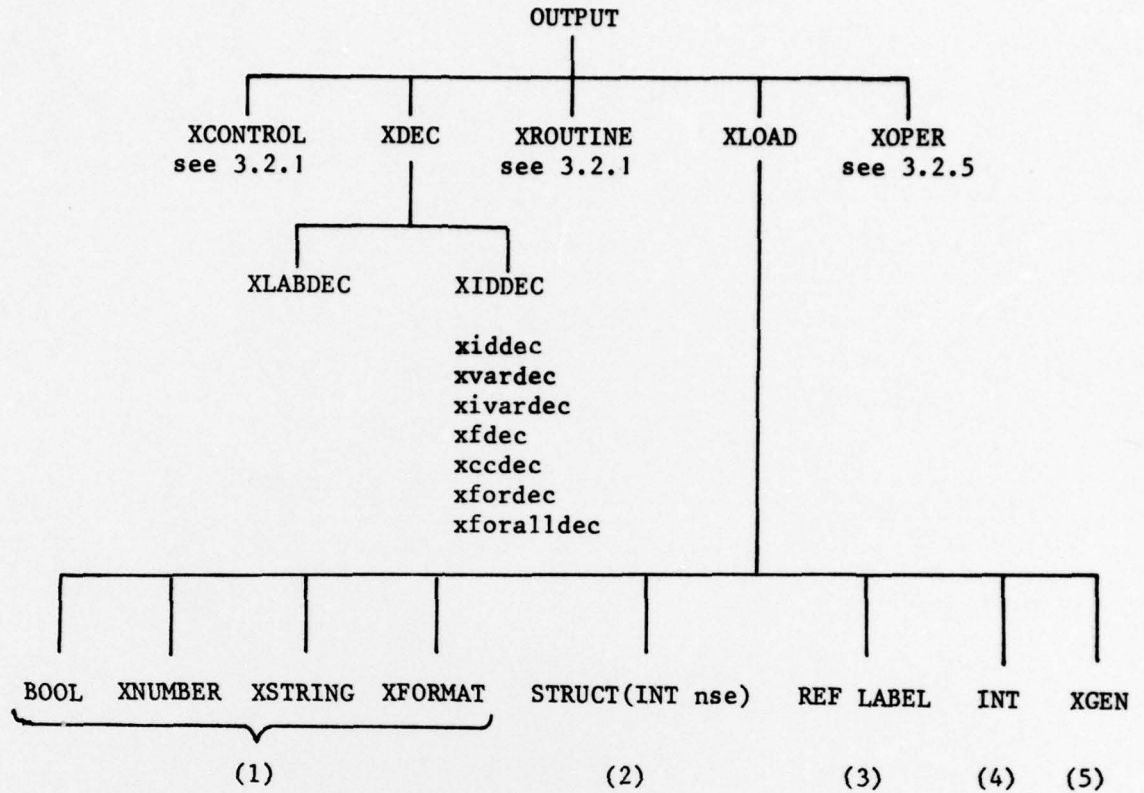 OUTPUT
XCONTROL XDEC XROUTINE XLOAD XOPER
see 3.2.1 see 3.2.1 see 3.2.5
XLABDEC XIDDEC
xiddec
xvardec
xivardec
xfdec
xccdec
xfordec
xforalldec
BOOL XNUMBER XSTRING XFORMAT STRUCT(INT nse) REF LABEL INT XGEN
(1) (2) (3) (4) (5)